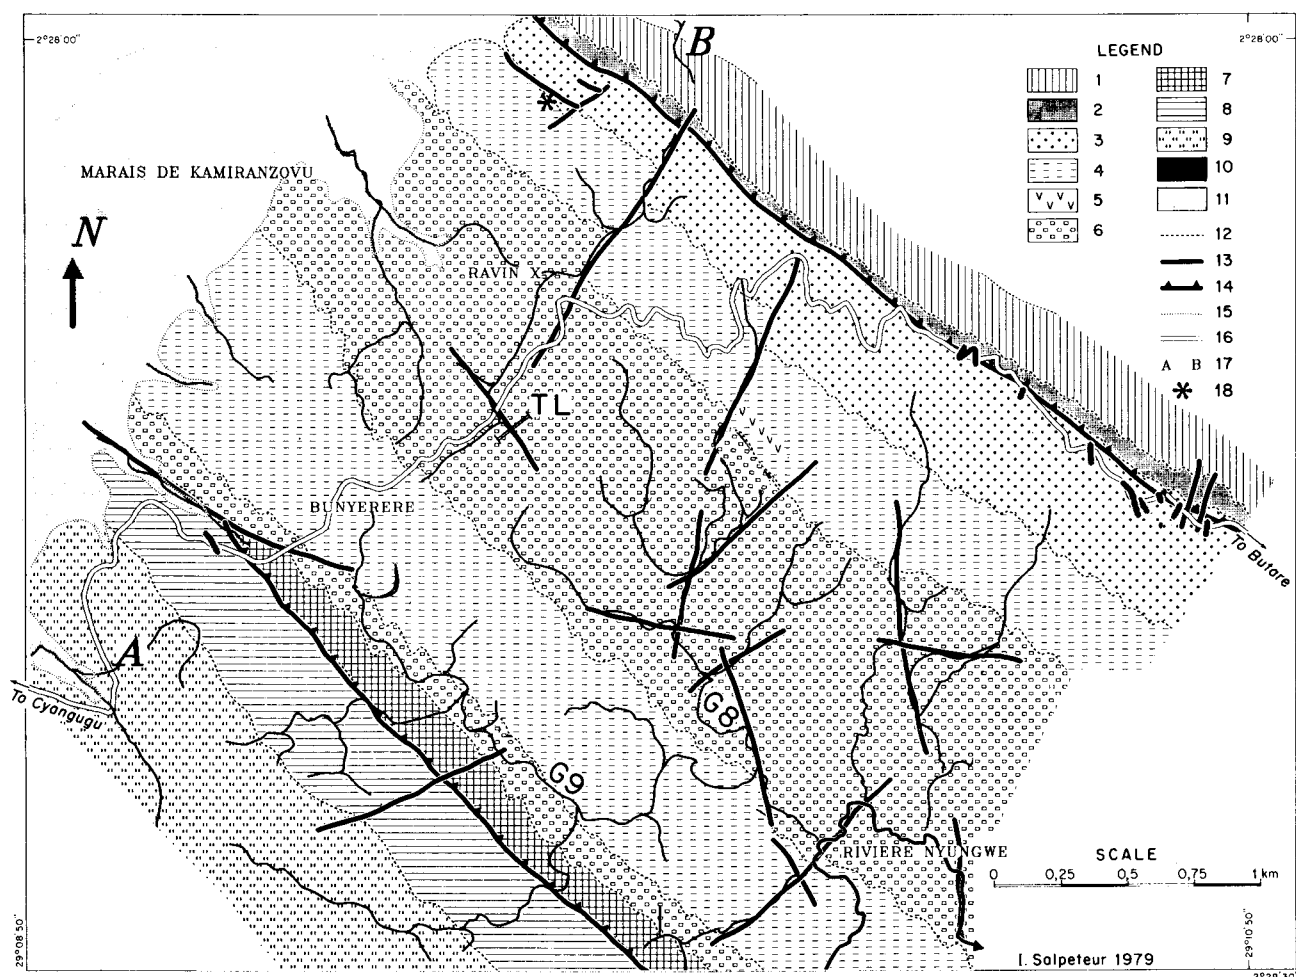 2°28'00"
B
2°28'00"
LEGEND
1
2
3
4
5
6
7
8
9
10
11
12
13
14
15
16
A B 17
18
MARAIS DE KAMIRANZOVU
N
RAVIN X
TL
BUNYERERE
To Butare
A
To Cyangugu
G8
G9
RIVIERE NYUNGWE
SCALE
0 0,25 0,5 0,75 1 km
I. Salpeteur 1979
29°08'50"
29°10'50"